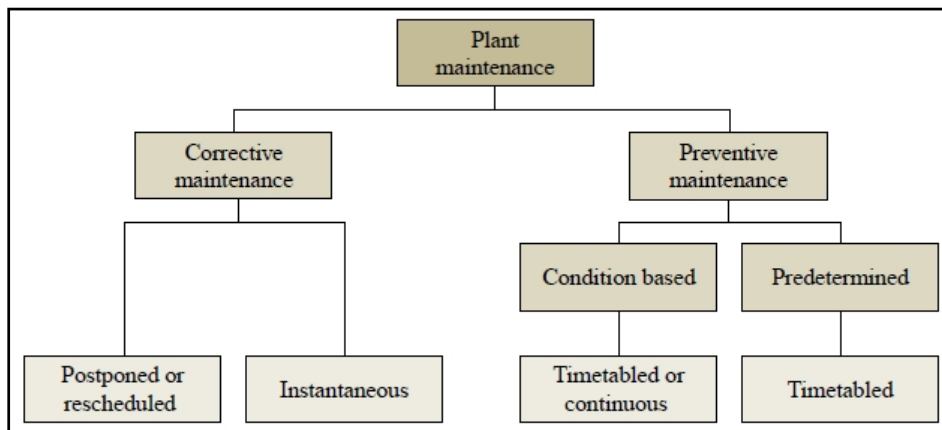 Plant
maintenance
Corrective
maintenance
Preventive
maintenance
Condition based
Predetermined
Postponed or
rescheduled
Instantaneous
Timetabled or
continuous
Timetabled